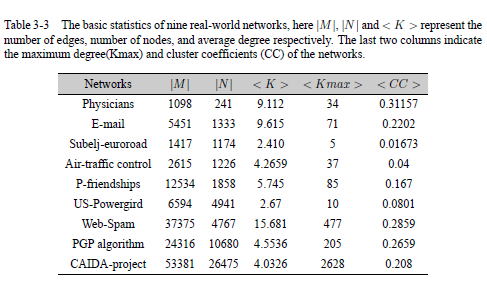 Table 3-3 The basic statistics of nine real-world networks, here |M|, |N| and < K > represent the
number of edges, number of nodes, and average degree respectively. The last two columns indicate
the maximum degree(Kmax) and cluster coefficients (CC) of the networks.
Networks |M| |N| < K > < Kmax > < CC >
Physicians 1098 241 9.112 34 0.31157
E-mail 5451 1333 9.615 71 0.2202
Subelj-euroroad 1417 1174 2.410 5 0.01673
Air-traffic control 2615 1226 4.2659 37 0.04
P-friendships 12534 1858 5.745 85 0.167
US-Powergird 6594 4941 2.67 10 0.0801
Web-Spam 37375 4767 15.681 477 0.2859
PGP algorithm 24316 10680 4.5536 205 0.2659
CAIDA-project 53381 26475 4.0326 2628 0.208